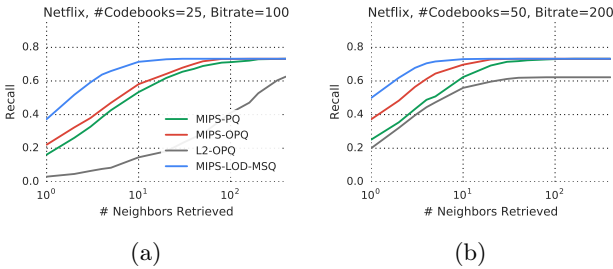 Netflix, #Codebooks=25, Bitrate=100
0.8
0.6
0.4
0.2
0.0
Recall
MIPS-PQ
MIPS-OPQ
L2-OPQ
MIPS-LOD-MSQ
10^0
10^1
10^2
# Neighbors Retrieved
(a)
Netflix, #Codebooks=50, Bitrate=200
0.8
0.6
0.4
0.2
0.0
Recall
10^0
10^1
10^2
# Neighbors Retrieved
(b)